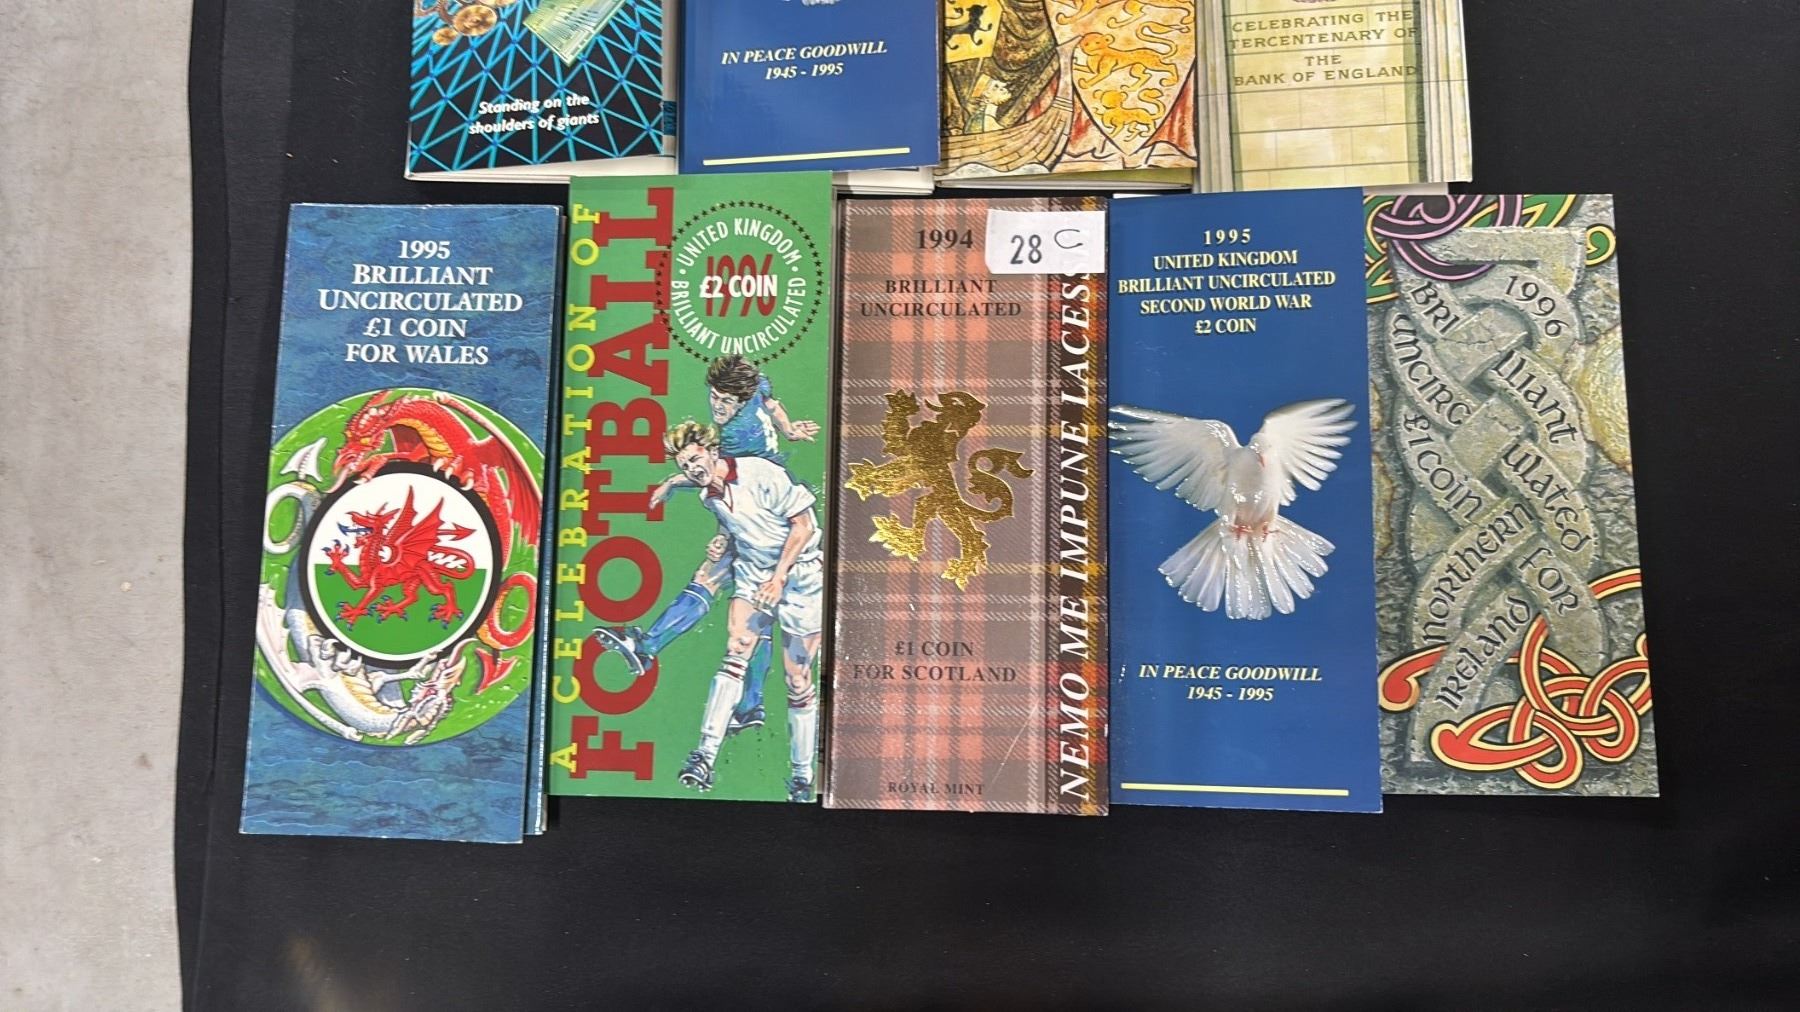 Standing on the
shoulders of giants
IN PEACE GOODWILL
1945 - 1995
CELEBRATING THE
TERCENTENARY OF
THE
BANK OF ENGLAND
1995
BRILLIANT
UNCIRCULATED
£1 COIN
FOR WALES
A CELEBRATION OF
FOOTBALL
UNITED KINGDOM
1996
£2 COIN
BRILLIANT UNCIRCULATED
1994
28 C
BRILLIANT
UNCIRCULATED
£1 COIN
FOR SCOTLAND
ROYAL MINT
NEMO ME IMPUNE LACESS
1995
UNITED KINGDOM
BRILLIANT UNCIRCULATED
SECOND WORLD WAR
£2 COIN
IN PEACE GOODWILL
1945 - 1995
1996
BRILLIANT
UNCIRCULATED
£1 COIN FOR
NORTHERN
IRELAND